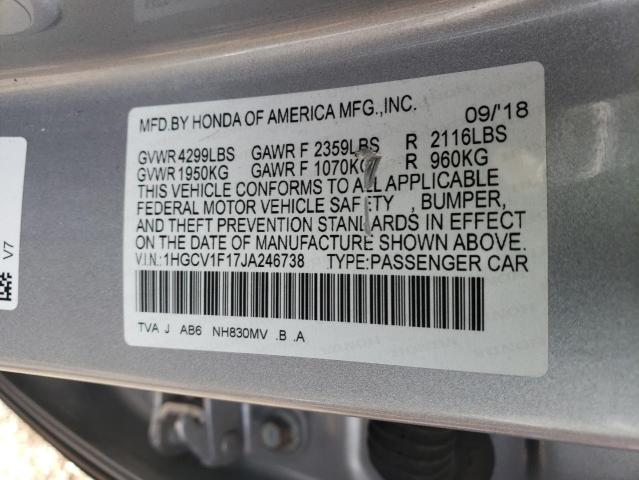 MFD.BY HONDA OF AMERICA MFG.,INC. 09/'18
GVWR 4299LBS GAWR F 2359LBS R 2116LBS
GVWR 1950KG GAWR F 1070KG R 960KG
THIS VEHICLE CONFORMS TO ALL APPLICABLE
FEDERAL MOTOR VEHICLE SAFETY , BUMPER,
AND THEFT PREVENTION STANDARDS IN EFFECT
ON THE DATE OF MANUFACTURE SHOWN ABOVE.
V.I.N.:1HGCV1F17JA246738 TYPE:PASSENGER CAR
TVA J AB6 NH830MV .B .A
V7